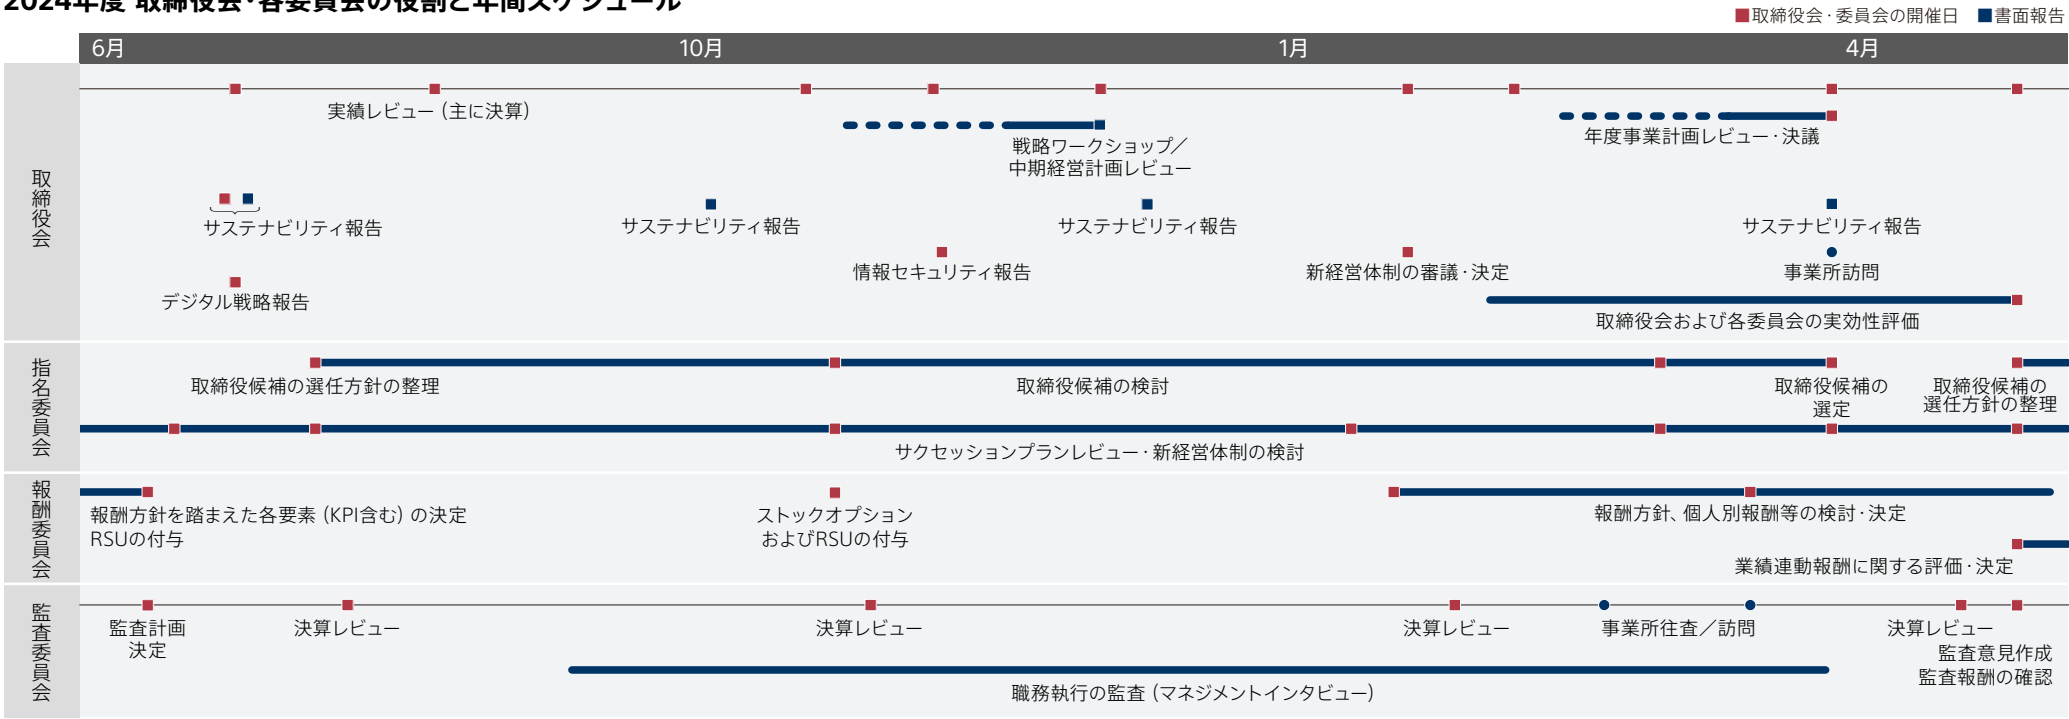 2024年度 取締役会・各委員会の役割と年間スケジュール
取締役会・委員会の開催日 書面報告
6月 10月 1月 4月
取締役会
実績レビュー（主に決算）
戦略ワークショップ／
中期経営計画レビュー
年度事業計画レビュー・決議
サステナビリティ報告 サステナビリティ報告 サステナビリティ報告 サステナビリティ報告
情報セキュリティ報告 新経営体制の審議・決定 事業所訪問
デジタル戦略報告
取締役会および各委員会の実効性評価
指名委員会
取締役候補の選任方針の整理 取締役候補の検討
取締役候補の
選定
取締役候補の
選任方針の整理
サクセッションプランレビュー・新経営体制の検討
報酬委員会
報酬方針を踏まえた各要素（KPI含む）の決定
RSUの付与
ストックオプション
およびRSUの付与
報酬方針、個人別報酬等の検討・決定
業績連動報酬に関する評価・決定
監査委員会
監査計画
決定
決算レビュー 決算レビュー 決算レビュー 事業所往査／訪問 決算レビュー
監査意見作成
監査報酬の確認
職務執行の監査（マネジメントインタビュー）